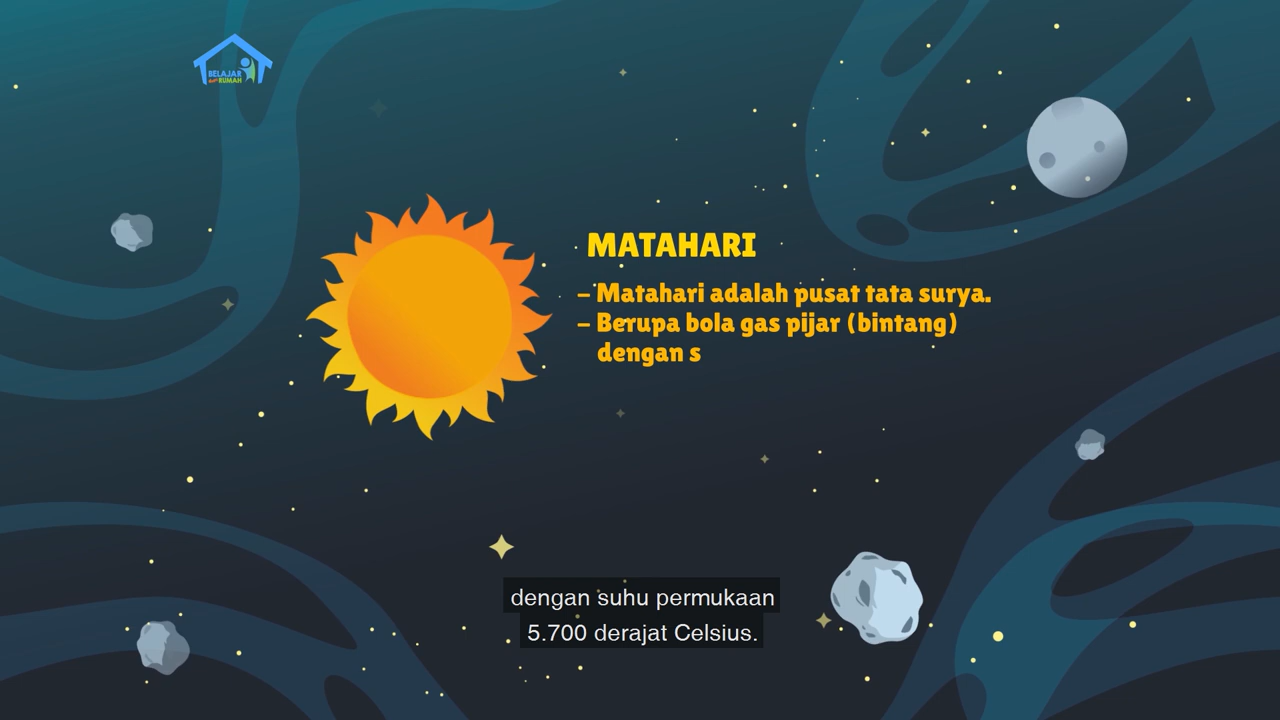 BELAJAR
dari RUMAH
MATAHARI
– Matahari adalah pusat tata surya.
– Berupa bola gas pijar (bintang)
dengan s
dengan suhu permukaan
5.700 derajat Celsius.